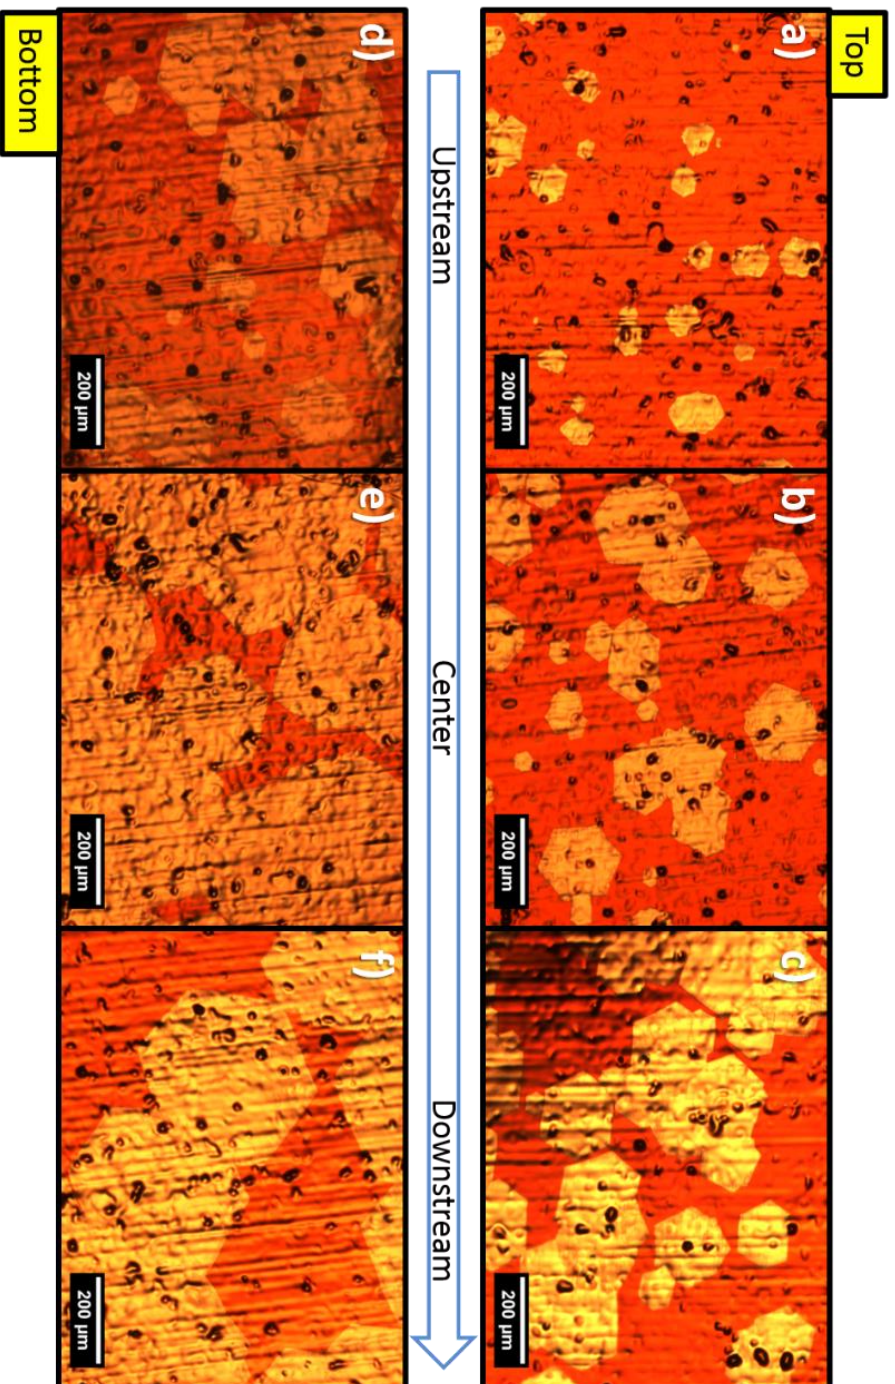 Top
a)
200 µm
b)
200 µm
c)
200 µm
Upstream
Center
Downstream
d)
200 µm
e)
200 µm
f)
200 µm
Bottom